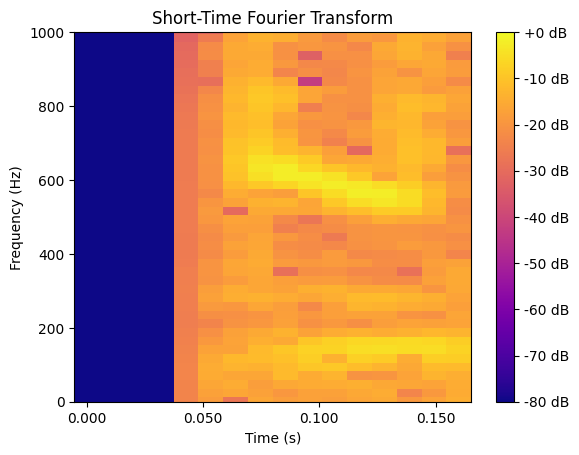 Short-Time Fourier Transform
Frequency (Hz)
1000
800
600
400
200
0
0.000 0.050 0.100 0.150
Time (s)
+0 dB
-10 dB
-20 dB
-30 dB
-40 dB
-50 dB
-60 dB
-70 dB
-80 dB